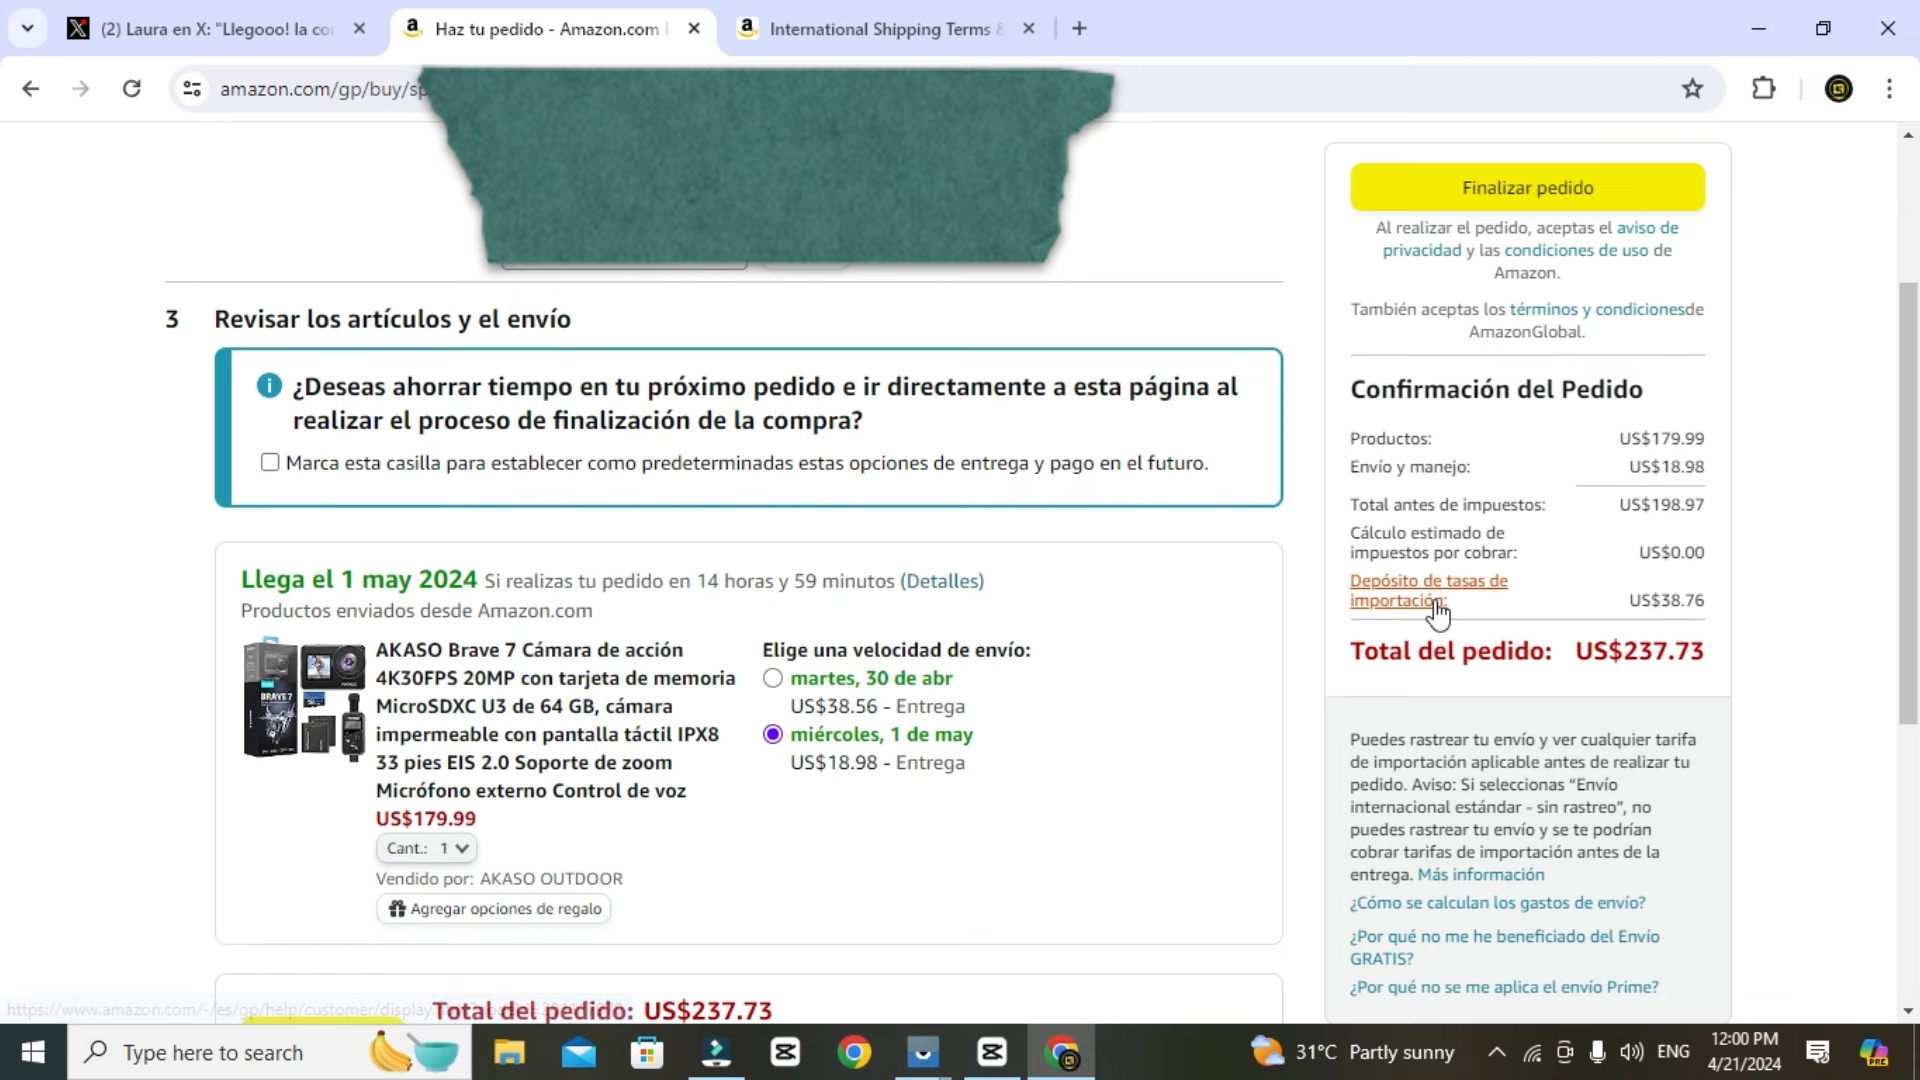 (2) Laura en X: "Llegooo! la co
Haz tu pedido - Amazon.com
International Shipping Terms &
amazon.com/gp/buy/sp
Finalizar pedido
Al realizar el pedido, aceptas el aviso de
privacidad y las condiciones de uso de
Amazon.
También aceptas los términos y condicionesde
AmazonGlobal.
Confirmación del Pedido
Productos: US$179.99
Envío y manejo: US$18.98
Total antes de impuestos: US$198.97
Cálculo estimado de
impuestos por cobrar: US$0.00
Depósito de tasas de
importación: US$38.76
Total del pedido: US$237.73
Puedes rastrear tu envío y ver cualquier tarifa
de importación aplicable antes de realizar tu
pedido. Aviso: Si seleccionas "Envío
internacional estándar - sin rastreo", no
puedes rastrear tu envío y se te podrían
cobrar tarifas de importación antes de la
entrega. Más información
¿Cómo se calculan los gastos de envío?
¿Por qué no me he beneficiado del Envío
GRATIS?
¿Por qué no se me aplica el envío Prime?
3 Revisar los artículos y el envío
¿Deseas ahorrar tiempo en tu próximo pedido e ir directamente a esta página al
realizar el proceso de finalización de la compra?
Marca esta casilla para establecer como predeterminadas estas opciones de entrega y pago en el futuro.
Llega el 1 may 2024 Si realizas tu pedido en 14 horas y 59 minutos (Detalles)
Productos enviados desde Amazon.com
BRAVE 7
AKASO Brave 7 Cámara de acción
4K30FPS 20MP con tarjeta de memoria
MicroSDXC U3 de 64 GB, cámara
impermeable con pantalla táctil IPX8
33 pies EIS 2.0 Soporte de zoom
Micrófono externo Control de voz
US$179.99
Cant.: 1
Vendido por: AKASO OUTDOOR
Agregar opciones de regalo
Elige una velocidad de envío:
martes, 30 de abr
US$38.56 - Entrega
miércoles, 1 de may
US$18.98 - Entrega
https://www.amazon.com/-/es/gp/help/customer/display.
Total del pedido: US$237.73
Type here to search
31°C Partly sunny
ENG
12:00 PM
4/21/2024
PRE